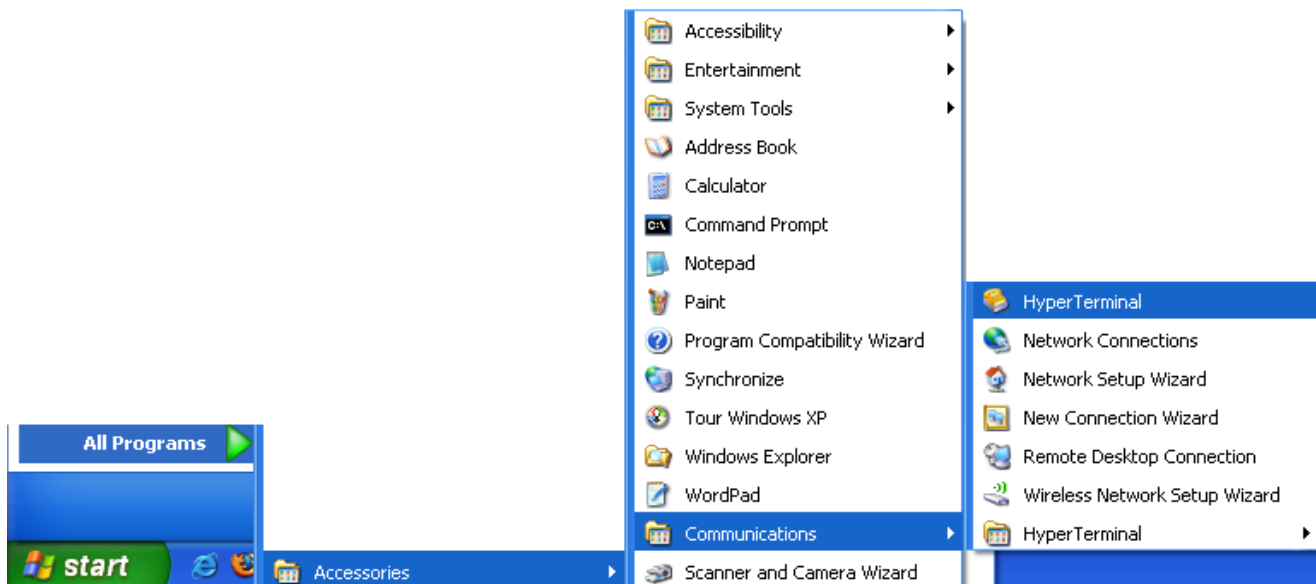 All Programs
start
Accessories
Accessibility
Entertainment
System Tools
Address Book
Calculator
C:\
Command Prompt
Notepad
Paint
Program Compatibility Wizard
Synchronize
Tour Windows XP
Windows Explorer
WordPad
Communications
Scanner and Camera Wizard
HyperTerminal
Network Connections
Network Setup Wizard
New Connection Wizard
Remote Desktop Connection
Wireless Network Setup Wizard
HyperTerminal